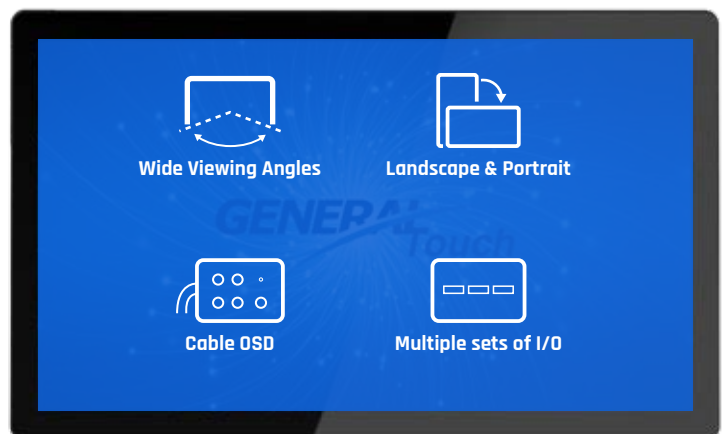 Wide Viewing Angles
Landscape & Portrait
GENERAL
Touch
Cable OSD
Multiple sets of I/O